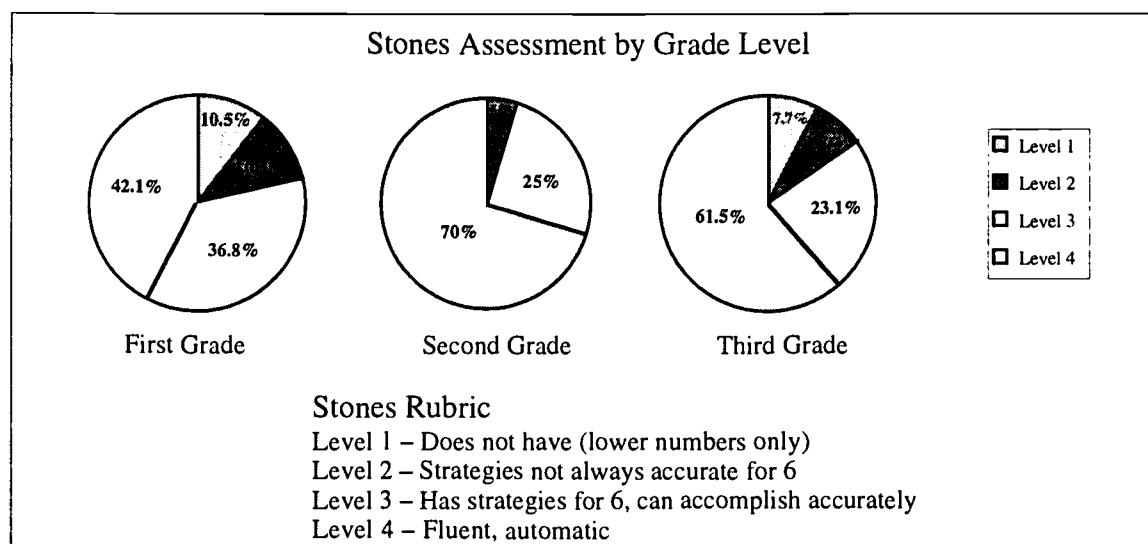 Stones Assessment by Grade Level
10.5%
42.1%
36.8%
25%
70%
7.7%
61.5%
23.1%
Level 1
Level 2
Level 3
Level 4
First Grade
Second Grade
Third Grade
Stones Rubric
Level 1 – Does not have (lower numbers only)
Level 2 – Strategies not always accurate for 6
Level 3 – Has strategies for 6, can accomplish accurately
Level 4 – Fluent, automatic